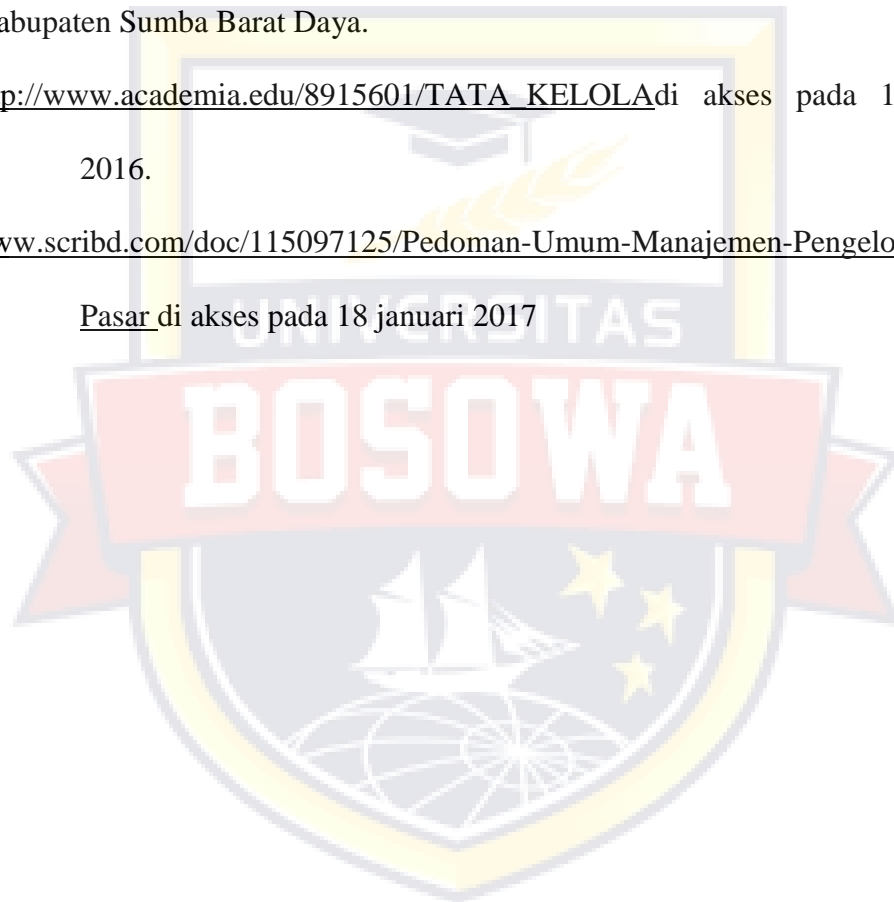 abupaten Sumba Barat Daya.
p://www.academia.edu/8915601/TATA_KELOLAdi akses pada 1
2016.
ww.scribd.com/doc/115097125/Pedoman-Umum-Manajemen-Pengelo
Pasar di akses pada 18 januari 2017
UNIVERSITAS
BOSOWA